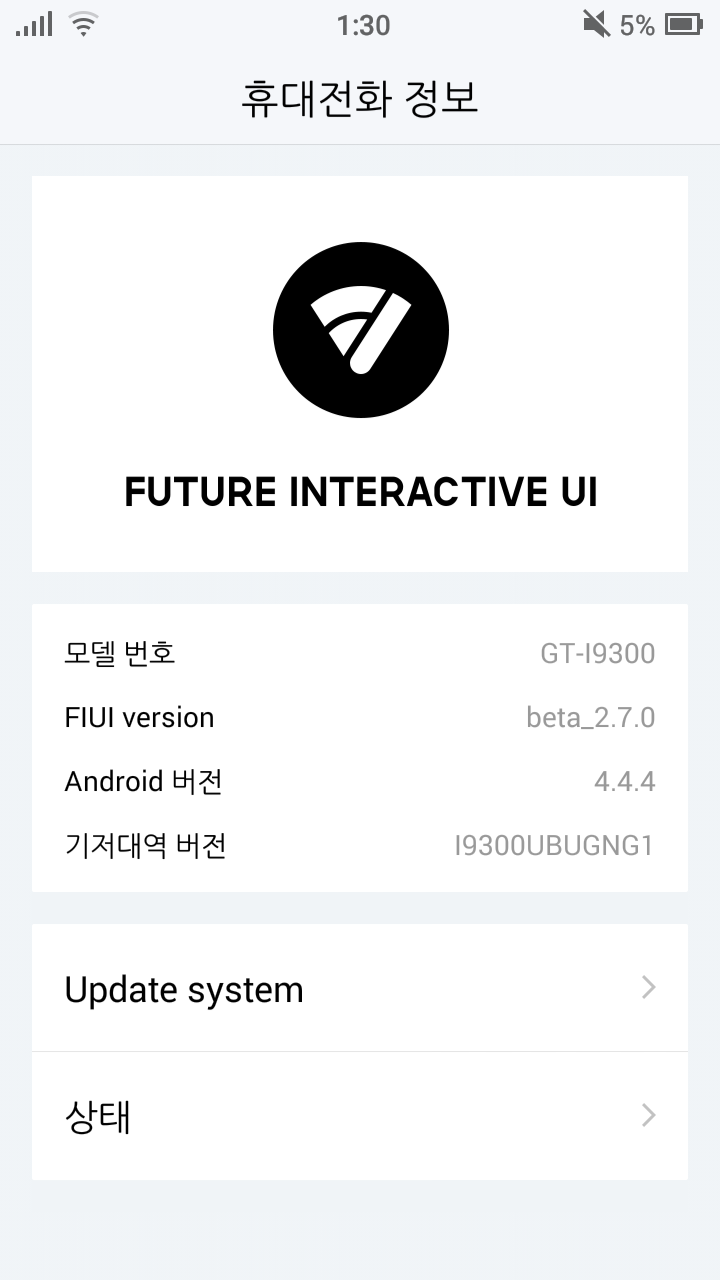 1:30 5%
휴대전화 정보
FUTURE INTERACTIVE UI
모델 번호 GT-I9300
FIUI version beta_2.7.0
Android 버전 4.4.4
기저대역 버전 I9300UBUGNG1
Update system
상태